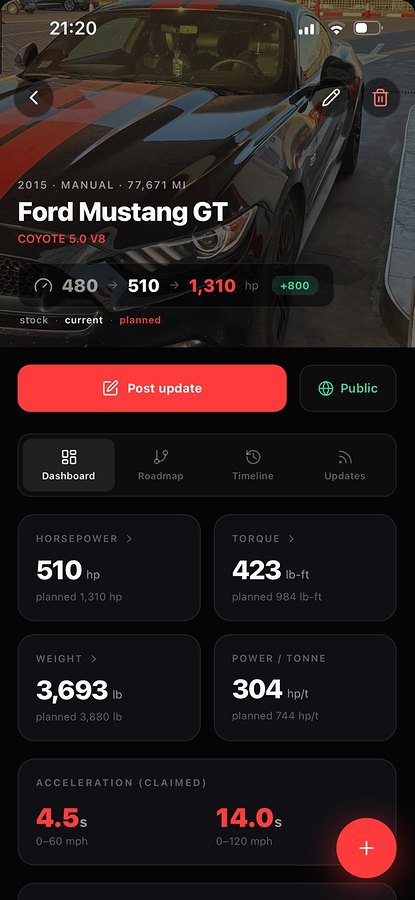 21:20
2015 · MANUAL · 77,671 MI
Ford Mustang GT
COYOTE 5.0 V8
480 → 510 → 1,310 hp +800
stock · current · planned
Post update
Public
Dashboard Roadmap Timeline Updates
HORSEPOWER > TORQUE >
510 hp 423 lb-ft
planned 1,310 hp planned 984 lb-ft
WEIGHT > POWER / TONNE
3,693 lb 304 hp/t
planned 3,880 lb planned 744 hp/t
ACCELERATION (CLAIMED)
4.5s 14.0s
0–60 mph 0–120 mph